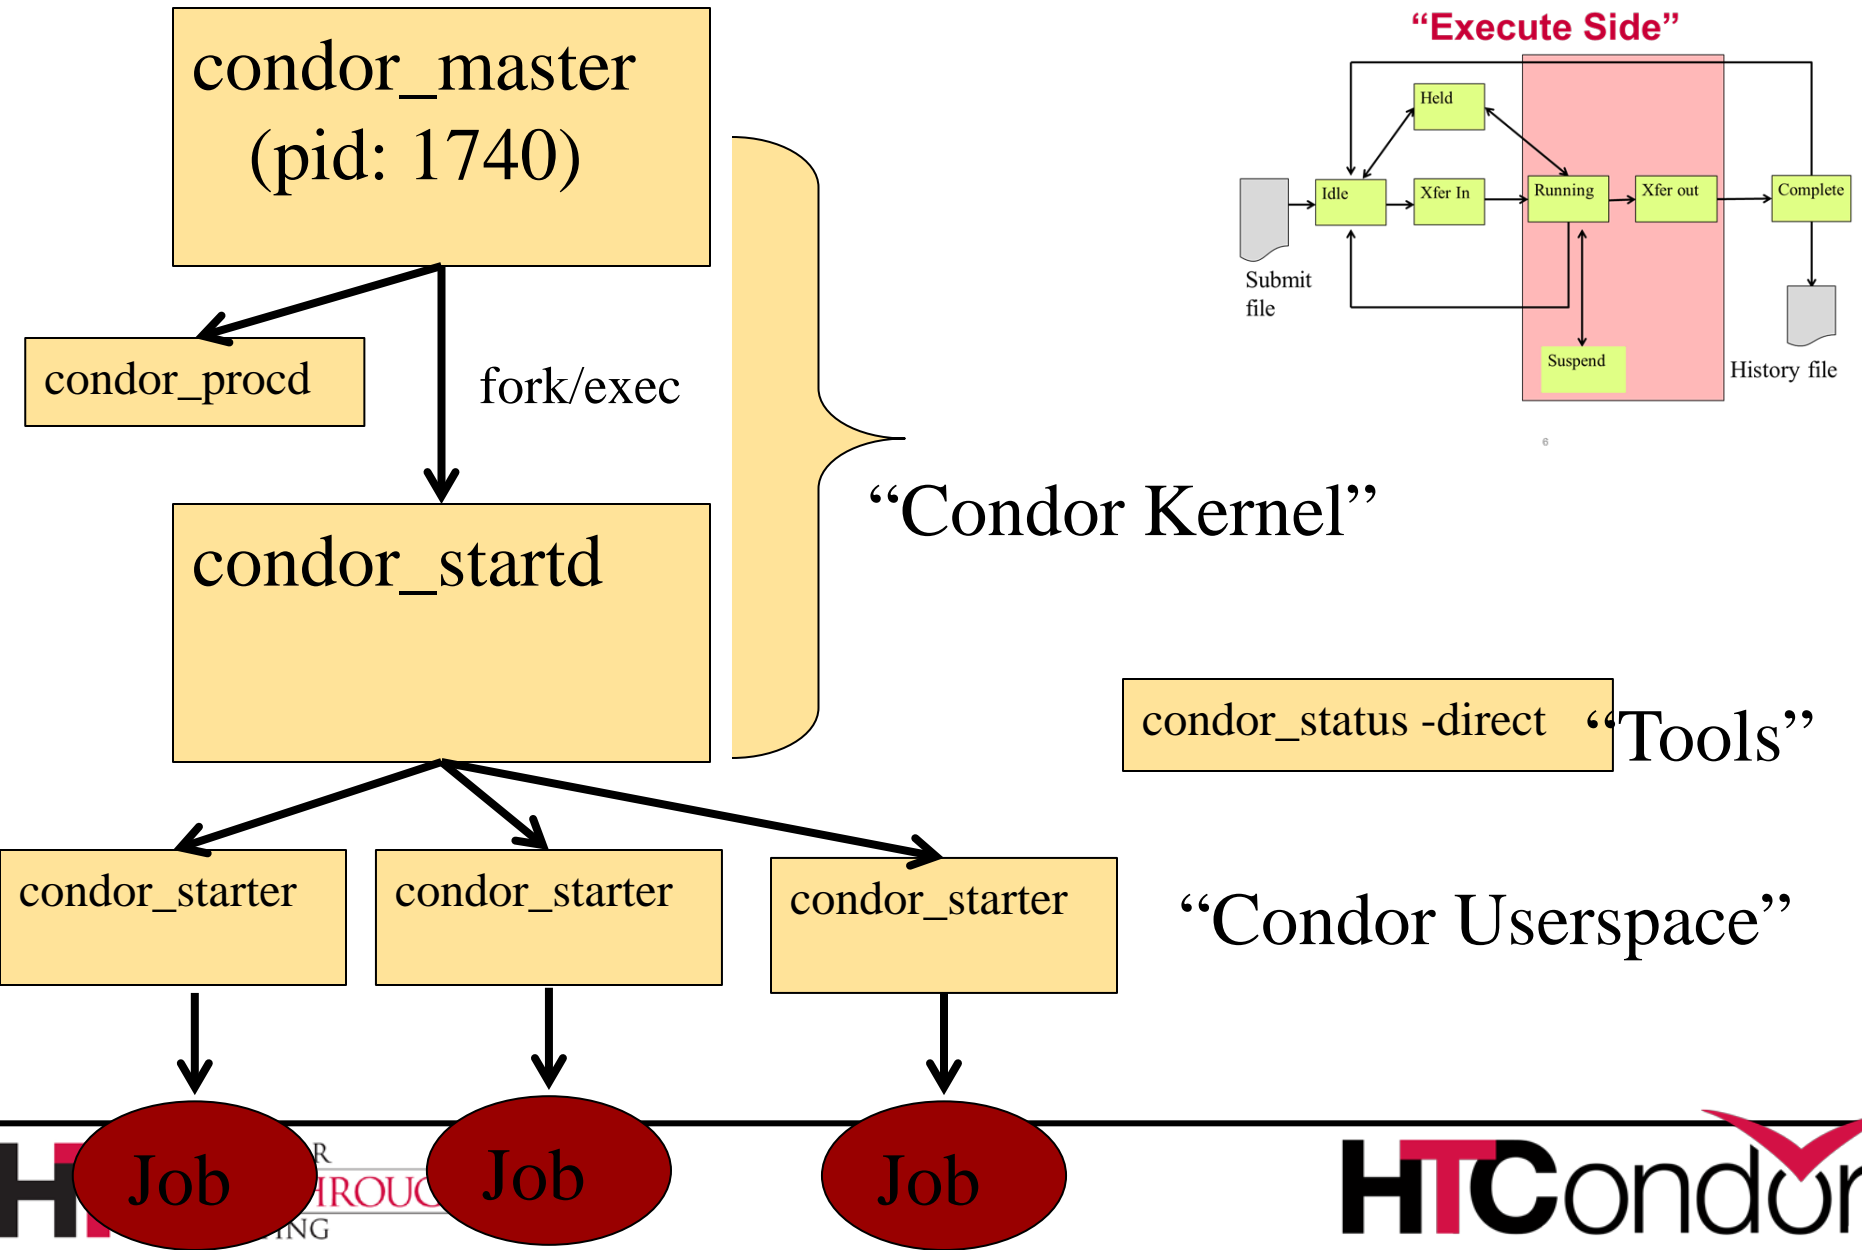 condor_master
(pid: 1740)
condor_procd
fork/exec
condor_startd
“Condor Kernel”
“Execute Side”
Held
Idle
Xfer In
Running
Xfer out
Complete
Submit
file
Suspend
History file
6
condor_status -direct
“Tools”
condor_starter
condor_starter
condor_starter
“Condor Userspace”
Job
Job
Job
HTCondor